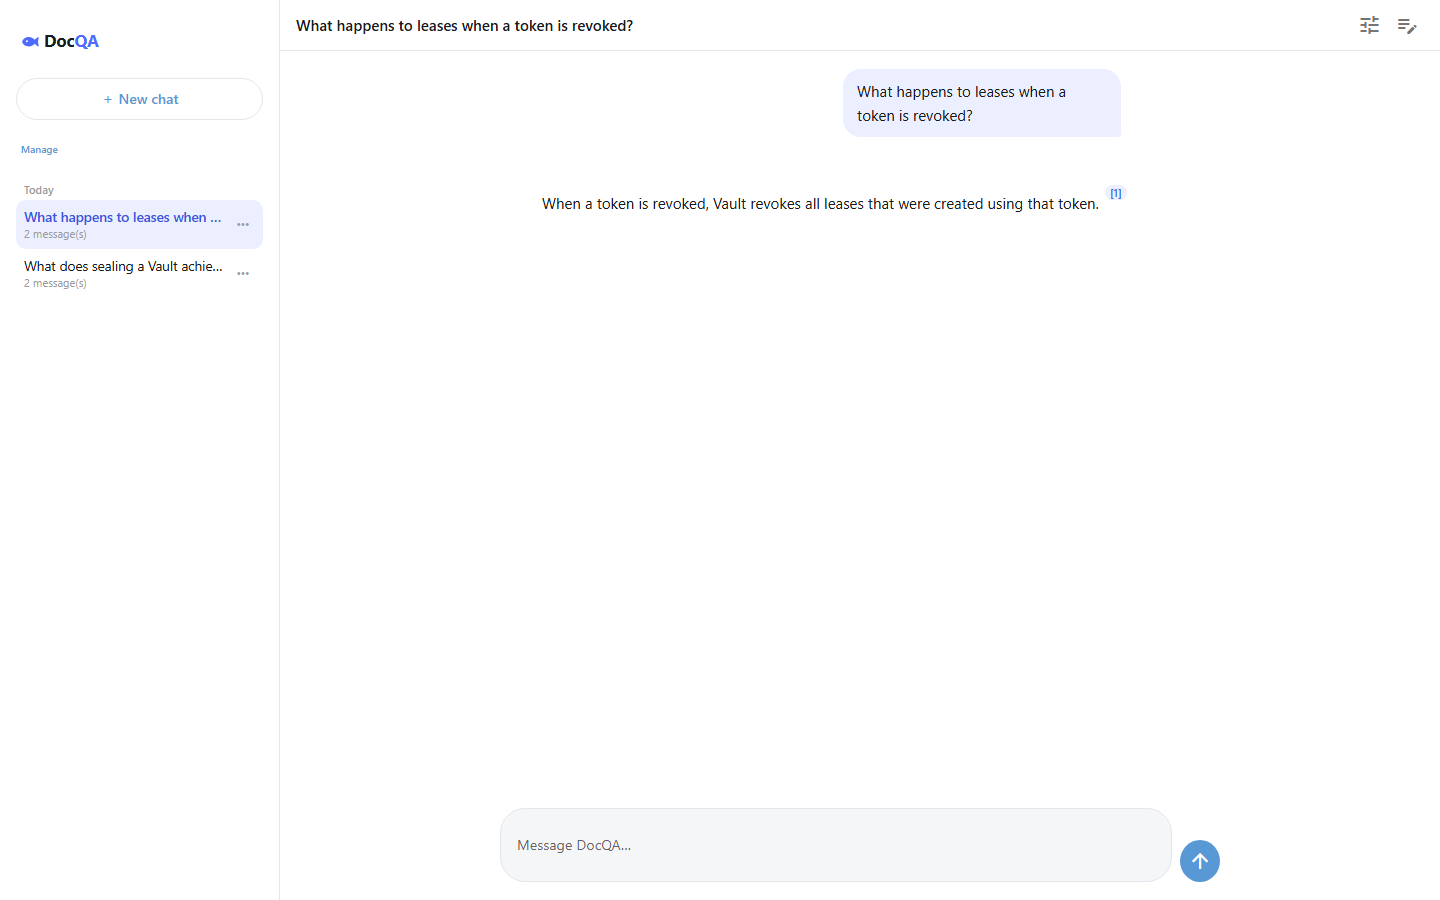 DocQA
+ New chat
Manage
Today
What happens to leases when ...
2 message(s)
What does sealing a Vault achie...
2 message(s)
What happens to leases when a token is revoked?
What happens to leases when a
token is revoked?
When a token is revoked, Vault revokes all leases that were created using that token. [1]
Message DocQA...